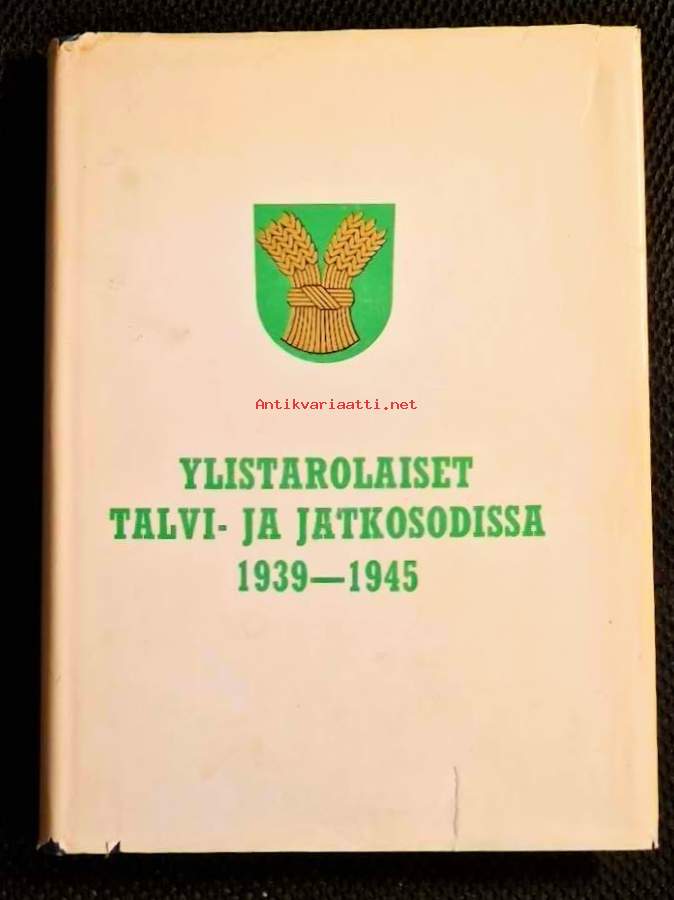 Antikvariaatti.net
YLISTAROLAISET
TALVI- JA JATKOSODISSA
1939—1945